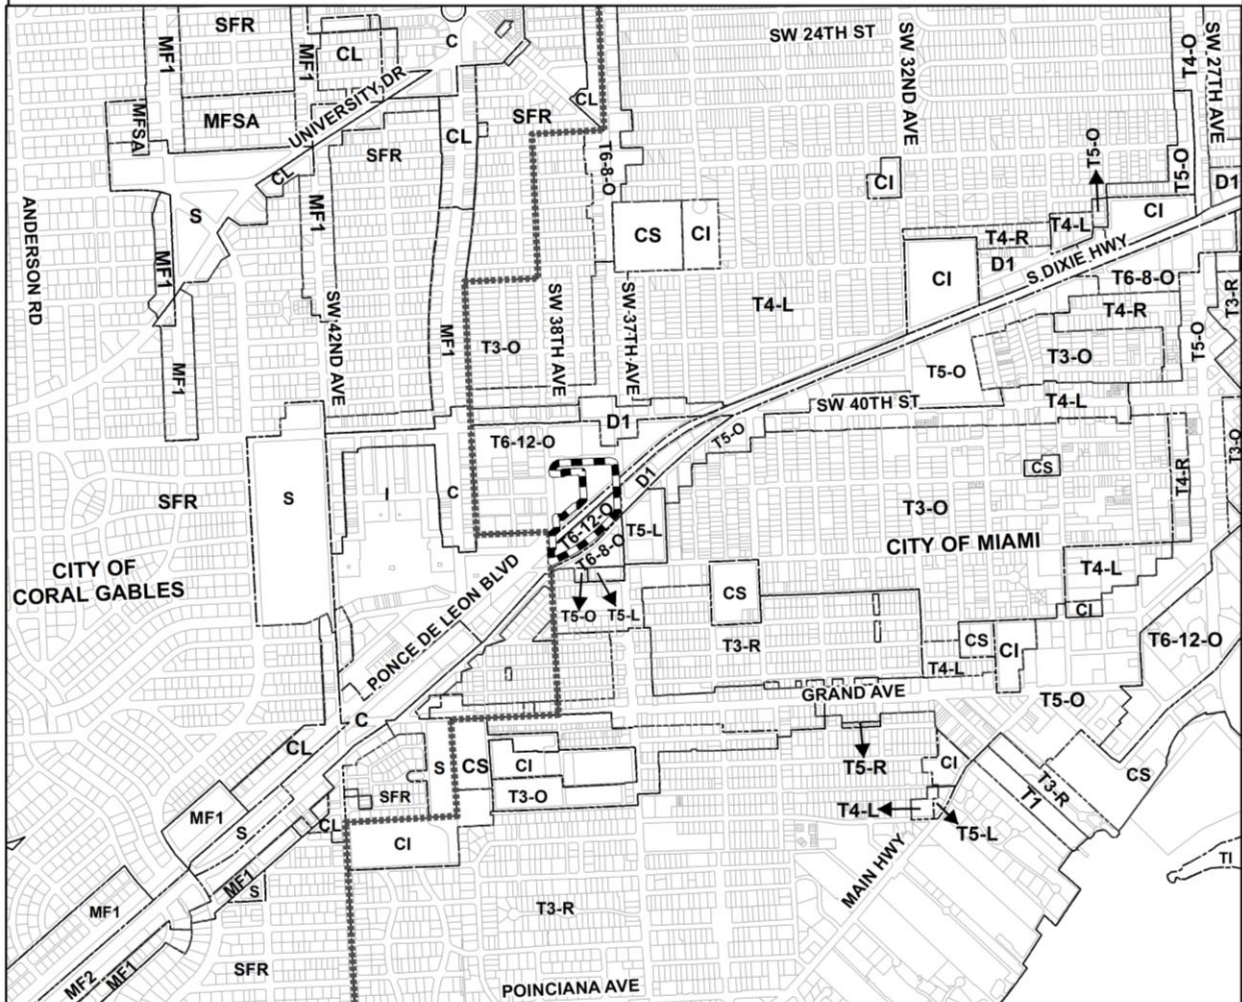 SFR
MF1
MF1
CL
C
SW 24TH ST
SW 32ND AVE
T4-O
SW 27TH AVE
MFSA
MFSA
UNIVERSITY DR
CL
SFR
CL
SFR
CL
T6-8-O
T5-O
T5-O
D1
CI
CI
ANDERSON RD
S
MF1
MF1
CS
CI
T4-R
T4-L
D1
S DIXIE HWY
CI
T6-8-O
T4-R
T3-R
SW 42ND AVE
MF1
SW 38TH AVE
SW 37TH AVE
T4-L
T3-O
T3-O
T5-O
T5-O
MF1
SW 40TH ST
T4-L
D1
T6-12-O
T5-O
T3-O
T4-R
CS
D1
SFR
S
I
C
T3-O
T6-12-O
T5-L
CITY OF MIAMI
T6-8-O
CITY OF
CORAL GABLES
T4-L
CS
T5-O
T5-L
CI
PONCE DE LEON BLVD
T3-R
CS
CI
T6-12-O
T4-L
GRAND AVE
T5-O
C
CL
S
CS
CI
T5-R
CI
CS
T3-R
T1
SFR
T3-O
MF1
S
CL
T4-L
T5-L
CI
TI
MAIN HWY
MF1
S
MF1
T3-R
SFR
MF2
MF1
POINCIANA AVE